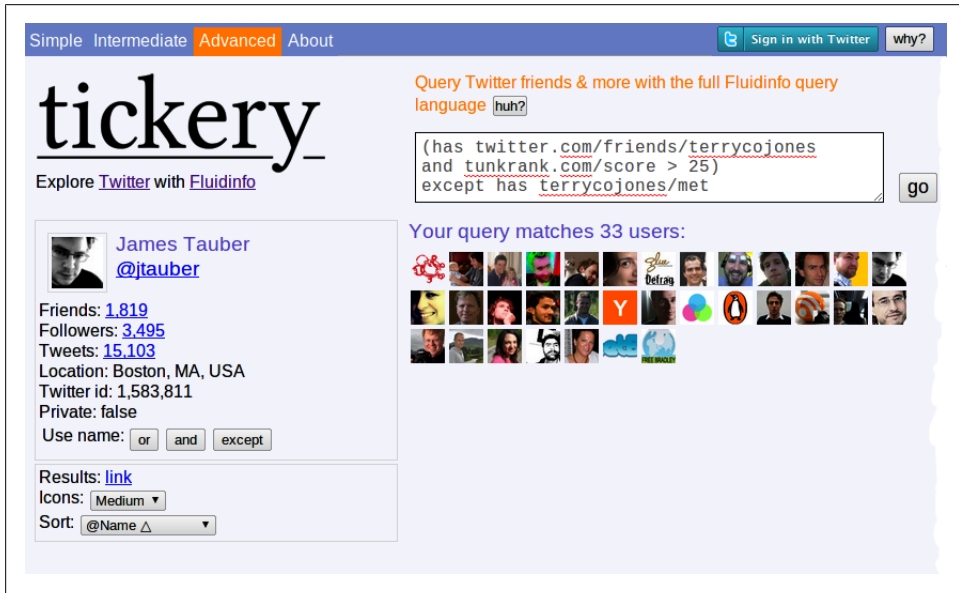 Simple Intermediate Advanced About
Sign in with Twitter why?
tickery
Explore Twitter with Fluidinfo
Query Twitter friends & more with the full Fluidinfo query
language huh?
(has twitter.com/friends/terrycojones
and tunkrank.com/score > 25)
except has terrycojones/met
go
James Tauber
@jtauber
Friends: 1,819
Followers: 3,495
Tweets: 15,103
Location: Boston, MA, USA
Twitter id: 1,583,811
Private: false
Use name: or and except
Results: link
Icons: Medium ▼
Sort: @Name △ ▼
Your query matches 33 users:
Blue
Defrag
Y
FREE BRADLEY